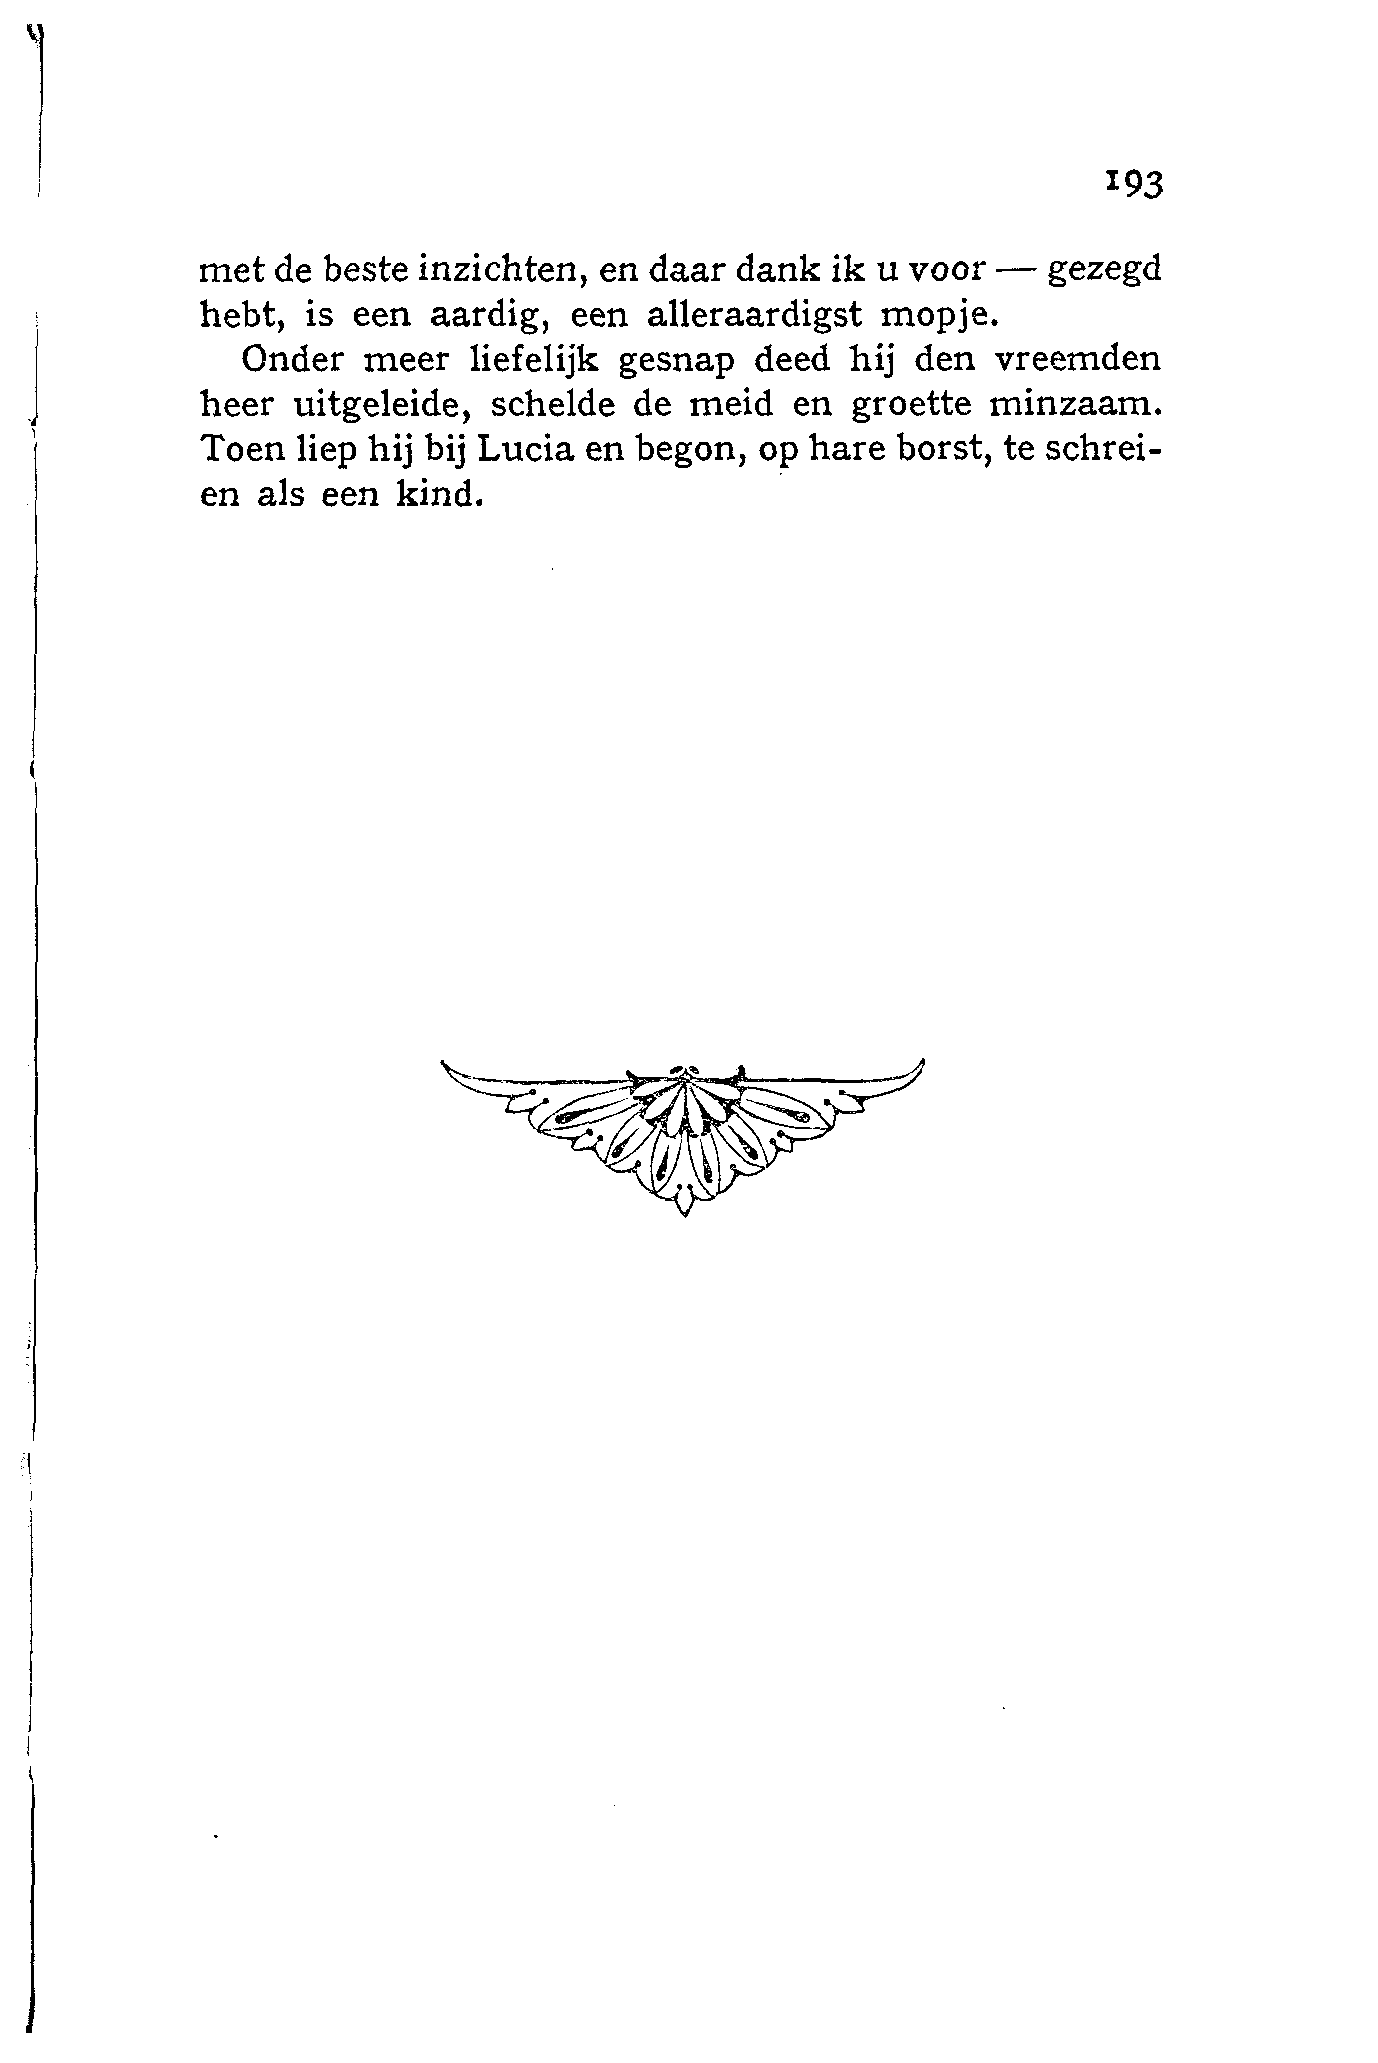 193
met de beste inzichten, en daar dank ik u voor — gezegd
hebt, is een aardig, een alleraardigst mopje.
Onder meer liefelijk gesnap deed hij den vreemden
heer uitgeleide, schelde de meid en groette minzaam.
Toen liep hij bij Lucia en begon, op hare borst, te schrei-
en als een kind.